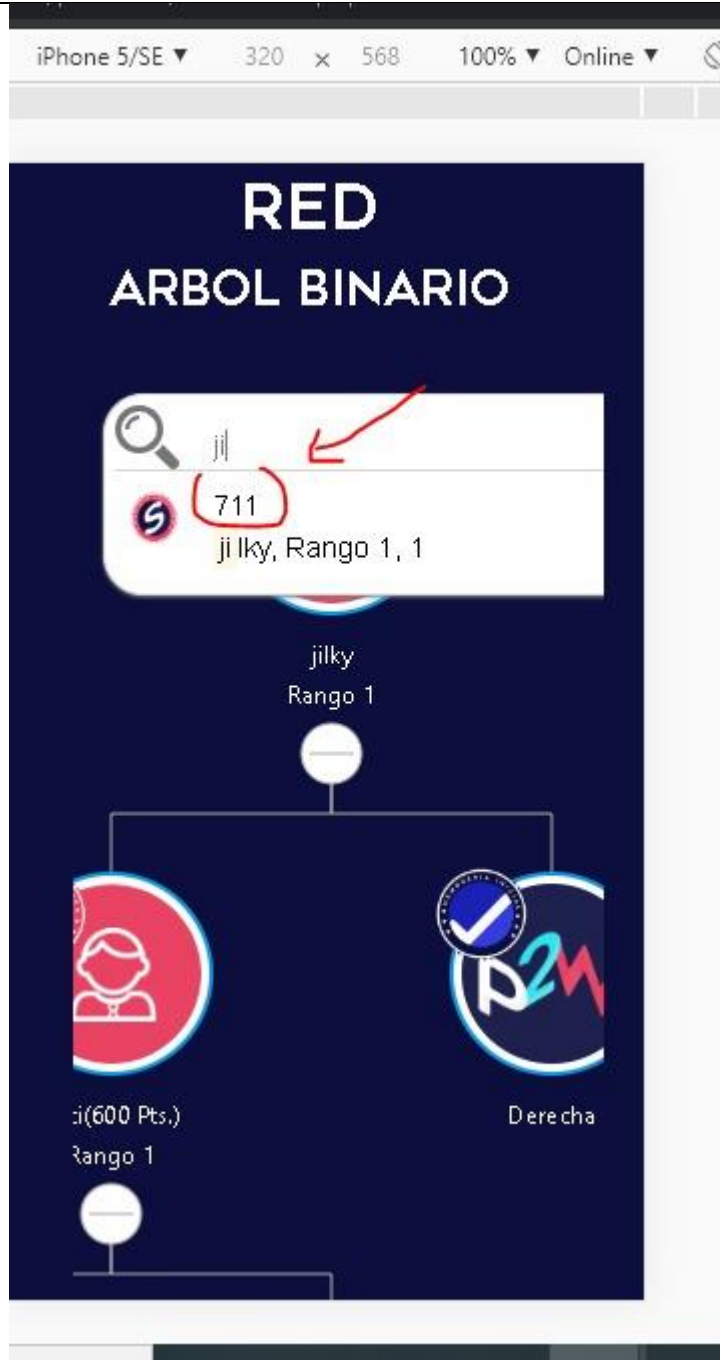 iPhone 5/SE ▼ 320 × 568 100% ▼ Online ▼
RED
ARBOL BINARIO
ji
711
jilky, Rango 1, 1
jilky
Rango 1
p2
:i(600 Pts.)
Derecha
Rango 1